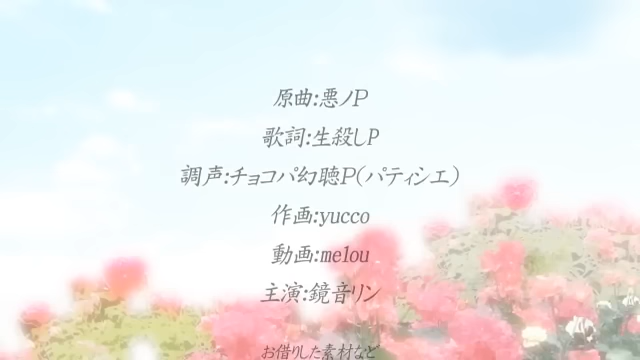 原曲:悪ノP
歌詞:生殺しP
調声:チョコパ幻聴P(パティシエ)
作画:yucco
動画:melou
主演:鏡音リン
お借りした素材など